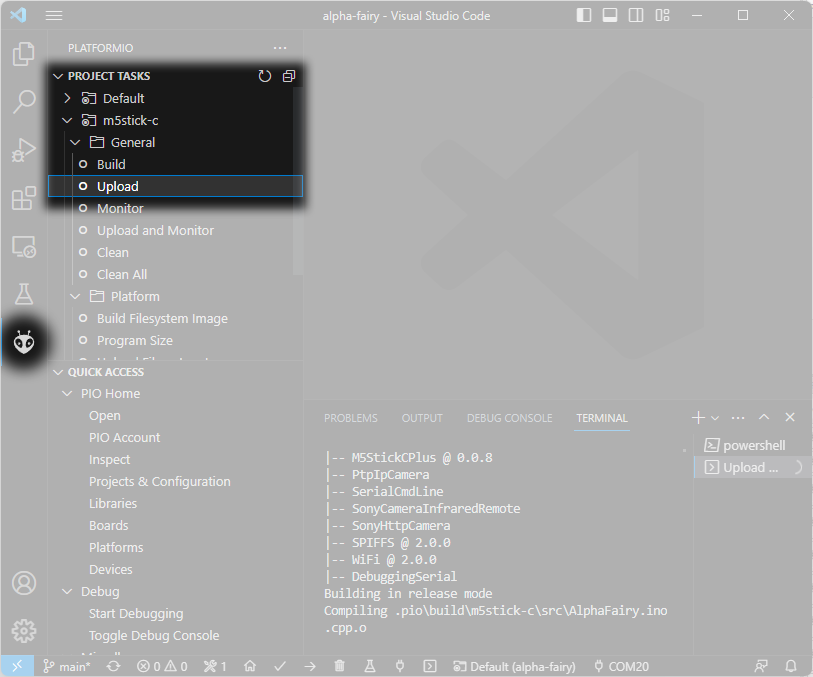 alpha-fairy - Visual Studio Code
PLATFORMIO
PROJECT TASKS
Default
m5stick-c
General
Build
Upload
Monitor
Upload and Monitor
Clean
Clean All
Platform
Build Filesystem Image
Program Size
QUICK ACCESS
PIO Home
Open
PIO Account
Inspect
Projects & Configuration
Libraries
Boards
Platforms
Devices
Debug
Start Debugging
Toggle Debug Console
PROBLEMS OUTPUT DEBUG CONSOLE TERMINAL
|-- M5StickCPlus @ 0.0.8
|-- PtpIpCamera
|-- SerialCmdLine
|-- SonyCameraInfraredRemote
|-- SonyHttpCamera
|-- SPIFFS @ 2.0.0
|-- WiFi @ 2.0.0
|-- DebuggingSerial
Building in release mode
Compiling .pio\build\m5stick-c\src\AlphaFairy.ino
.cpp.o
powershell
Upload ...
main* 0 0 1 Default (alpha-fairy) COM20